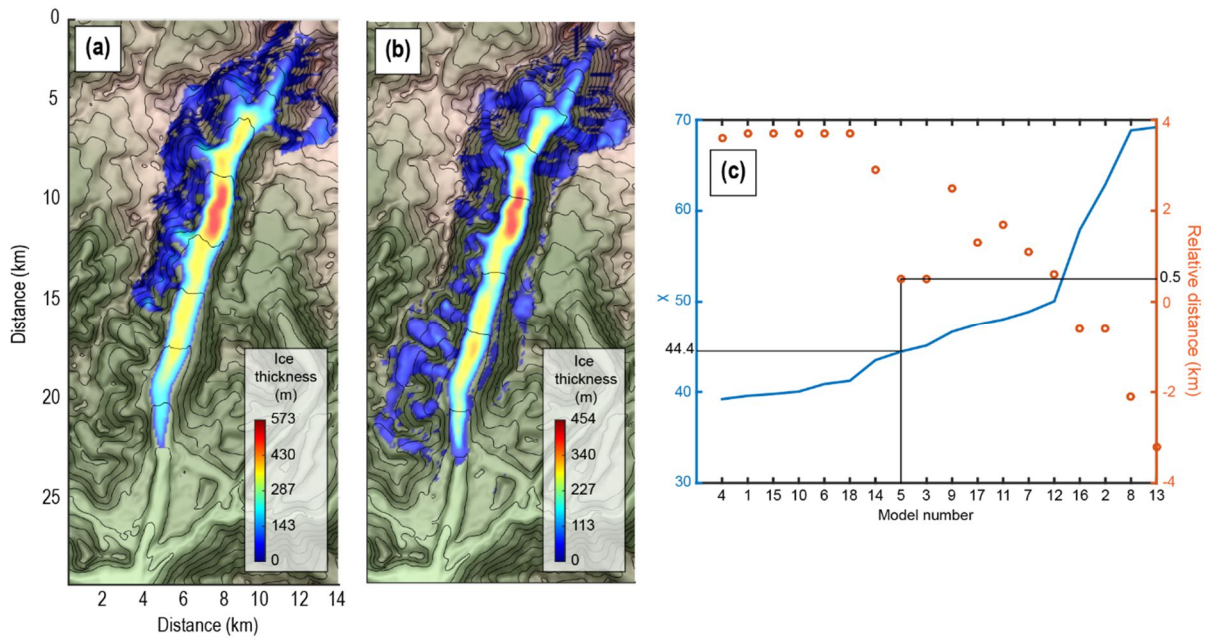 (a)
0
5
10
15
20
25
Distance (km)
2 4 6 8 10 12 14
Distance (km)
Ice
thickness
(m)
573
430
287
143
0
(b)
Ice
thickness
(m)
454
340
227
113
0
(c)
70
60
50
44.4
40
30
X
4 1 15 10 6 18 14 5 3 9 17 11 7 12 16 2 8 13
Model number
4
2
0.5
0
-2
-4
Relative distance (km)